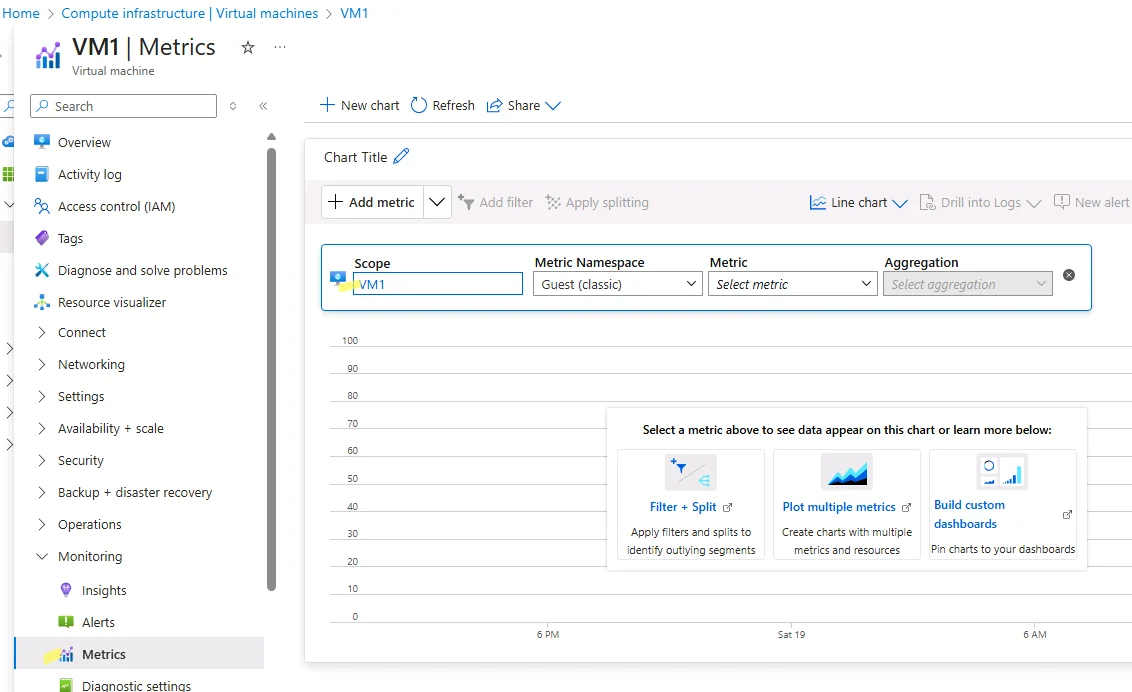 Home > Compute infrastructure | Virtual machines > VM1
VM1 | Metrics
Virtual machine
Search
Overview
Activity log
Access control (IAM)
Tags
Diagnose and solve problems
Resource visualizer
Connect
Networking
Settings
Availability + scale
Security
Backup + disaster recovery
Operations
Monitoring
Insights
Alerts
Metrics
Diagnostic settings
New chart Refresh Share
Chart Title
Add metric Add filter Apply splitting Line chart Drill into Logs New alert
Scope Metric Namespace Metric Aggregation
VM1 Guest (classic) Select metric Select aggregation
100
90
80
70
60
50
40
30
20
10
0
6 PM Sat 19 6 AM
Select a metric above to see data appear on this chart or learn more below:
Filter + Split
Apply filters and splits to
identify outlying segments
Plot multiple metrics
Create charts with multiple
metrics and resources
Build custom
dashboards
Pin charts to your dashboards